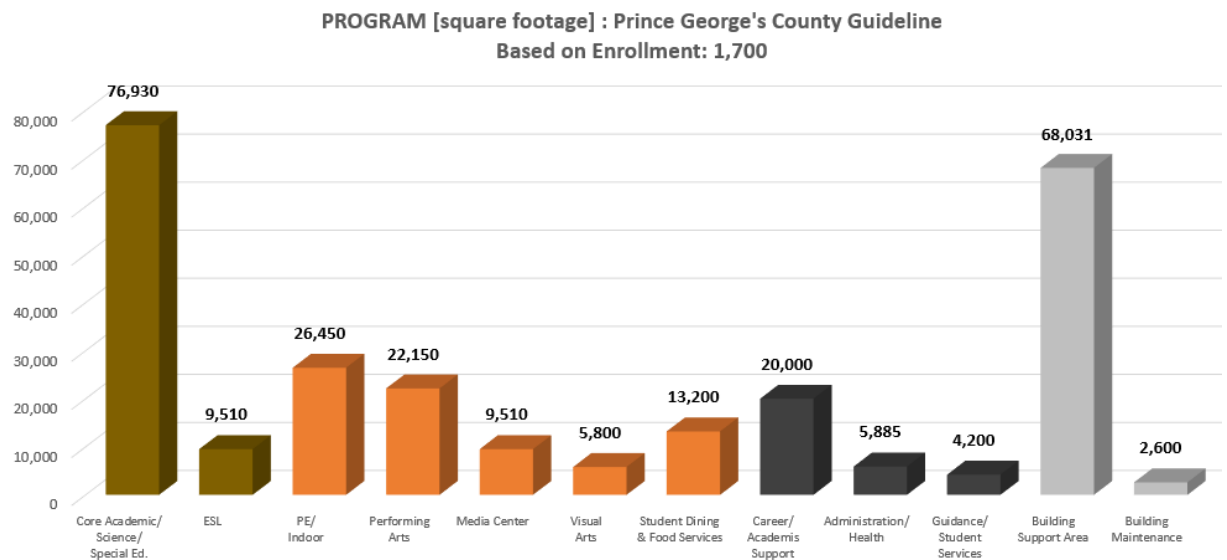 PROGRAM [square footage] : Prince George's County Guideline
Based on Enrollment: 1,700
76,930
9,510
26,450
22,150
9,510
5,800
13,200
20,000
5,885
4,200
68,031
2,600
80,000
70,000
60,000
50,000
40,000
30,000
20,000
10,000
0
Core Academic/
Science/
Special Ed.
ESL
PE/
Indoor
Performing
Arts
Media Center
Visual
Arts
Student Dining
& Food Services
Career/
Academis
Support
Administration/
Health
Guidance/
Student
Services
Building
Support Area
Building
Maintenance